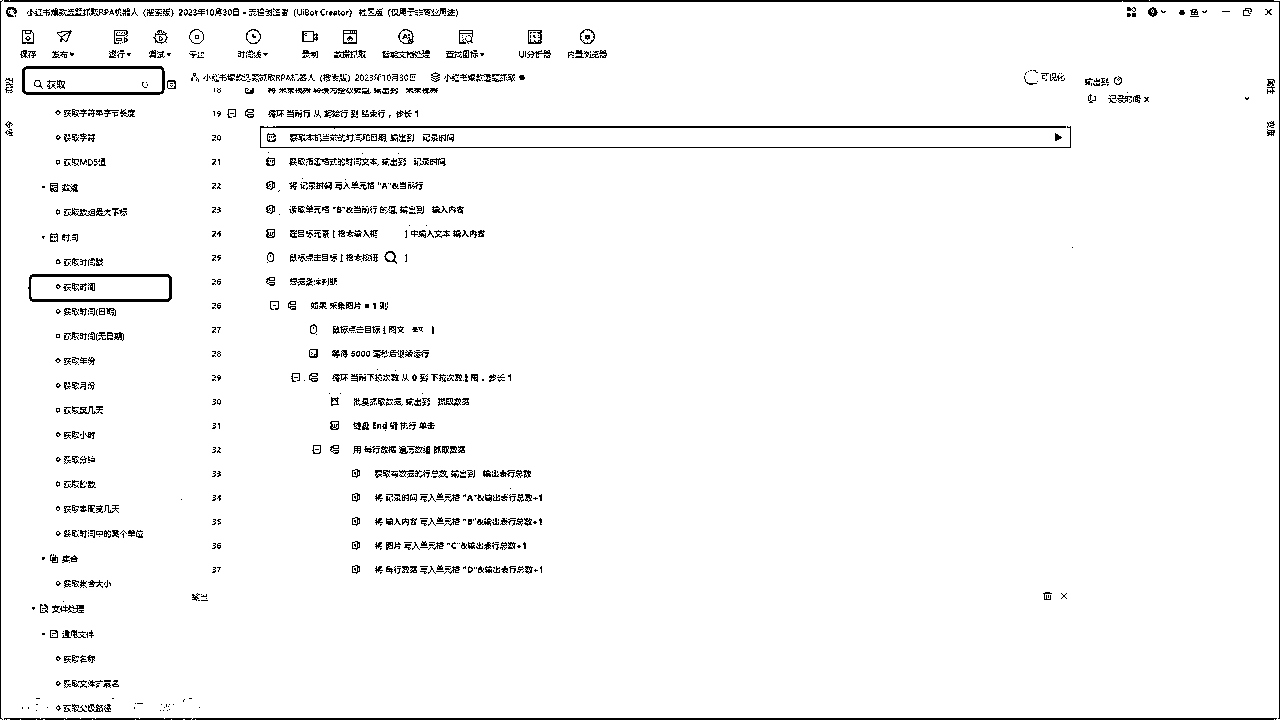 小红书爆款选题抓取RPA机器人（搜索版）2023年10月30日 - 流程创造者（UiBot Creator） 社区版（仅用于非商业用途）
保存 发布 运行 调试 停止 时间线 录制 数据抓取 智能文档处理 查找图标 UI分析器 内置浏览器
获取
小红书爆款选题抓取RPA机器人（搜索版）2023年10月30日
小红书爆款选题抓取
可视化
输出到
记录时间
属性
变量
命令
获取字符串字节长度
获取字符
获取MD5值
数组
获取数组最大下标
时间
获取时间戳
获取时间
获取时间(日期)
获取时间(无日期)
获取年份
获取月份
获取第几天
获取小时
获取分钟
获取秒数
获取本周第几天
获取时间中的某个单位
集合
获取集合大小
文件处理
通用文件
获取名称
获取文件扩展名
获取父级路径
18
19 循环 当前行 从 起始行 到 结束行 ，步长 1
20 获取本机当前的时间和日期, 输出到 记录时间
21 获取指定格式的时间文本, 输出到 记录时间
22 将 记录时间 写入单元格 "A"&当前行
23 读取单元格 "B"&当前行 的值, 输出到 输入内容
24 在目标元素 [ 搜索输入框 ] 中输入文本 输入内容
25 鼠标点击目标 [ 搜索按钮 ]
26 根据条件判断
26 如果 采集图片 = 1 则
27 鼠标点击目标 [ 图文 ]
28 等待 5000 毫秒后继续运行
29 循环 当前下拉次数 从 0 到 下拉次数上限 ，步长 1
30 批量抓取数据, 输出到 抓取数据
31 键盘 End 键 执行 单击
32 用 每行数据 遍历数组 抓取数据
33 获取有数据的行总数, 输出到 输出表行总数
34 将 记录时间 写入单元格 "A"&输出表行总数+1
35 将 输入内容 写入单元格 "B"&输出表行总数+1
36 将 图片 写入单元格 "C"&输出表行总数+1
37 将 每行数据 写入单元格 "D"&输出表行总数+1
输出